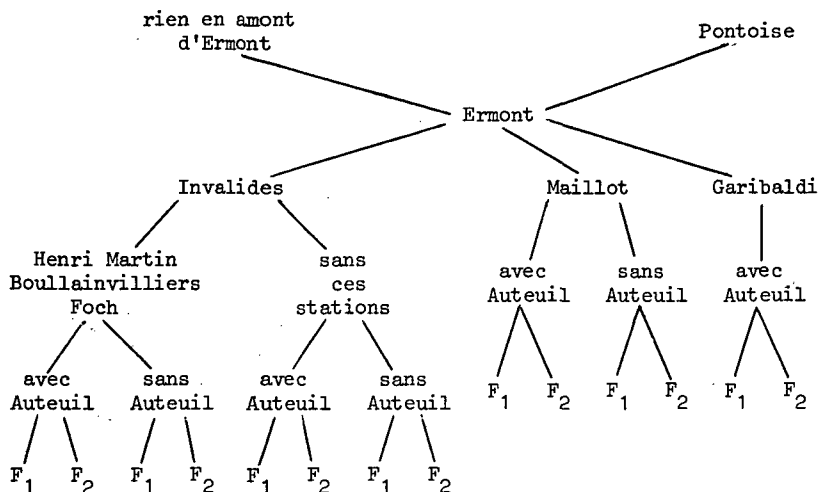 rien en amont
d'Ermont
Pontoise
Ermont
Invalides
Maillot
Garibaldi
Henri Martin
Boullainvilliers
Foch
sans
ces
stations
avec
Auteuil
sans
Auteuil
avec
Auteuil
avec
Auteuil
sans
Auteuil
avec
Auteuil
sans
Auteuil
F1 F2 F1 F2 F1 F2
F1 F2 F1 F2 F1 F2 F1 F2